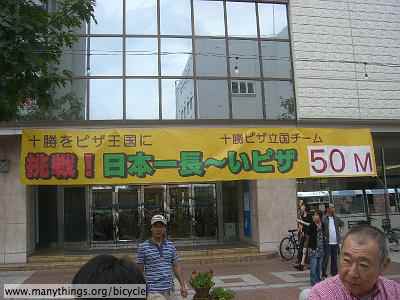 十勝をピザ王国に 十勝ピザ立国チーム
挑戦！日本一長〜いピザ 50M
www.manythings.org/bicycle